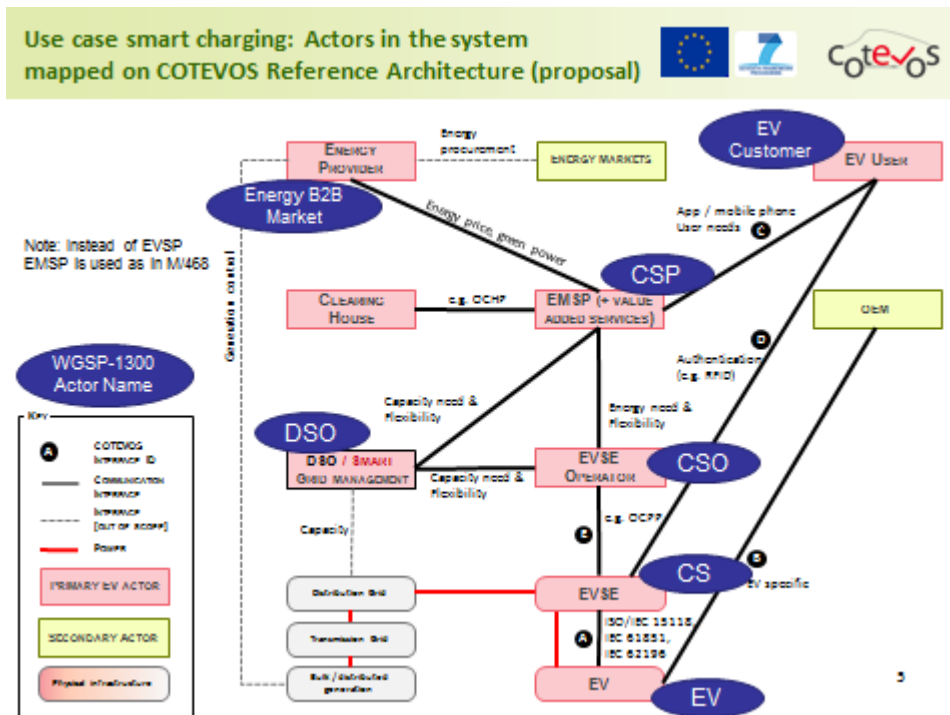 Use case smart charging: Actors in the system
mapped on COTEVOS Reference Architecture (proposal)
7
COTEVOS
ENERGY
PROVIDER
Energy
procurement
ENERGY MARKETS
EV
Customer
EV USER
Energy B2B
Market
Energy price, green power
App / mobile phone
User needs
C
Note: Instead of EVSP
EMSP is used as in M/468
Generation control
CSP
CLEARING
HOUSE
e.g. OCHP
EMSP (+ VALUE
ADDED SERVICES)
OEM
D
WGSP-1300
Actor Name
Authentication
(e.g. RFID)
Capacity need &
Flexibility
Energy need &
Flexibility
KEY
A
COTEVOS
INTERFACE ID
COMMUNICATION
INTERFACE
INTERFACE
[OUT OF SCOPE]
POWER
PRIMARY EV ACTOR
SECONDARY ACTOR
Physical infrastructure
DSO
DSO / SMART
GRID MANAGEMENT
Capacity need &
Flexibility
EVSE
OPERATOR
CSO
Capacity
e.g. OCPP
E
CS
B
EV specific
Distribution Grid
EVSE
Transmission Grid
A
ISO/IEC 15118,
IEC 61851,
IEC 62196
Bulk / distributed
generation
EV
EV